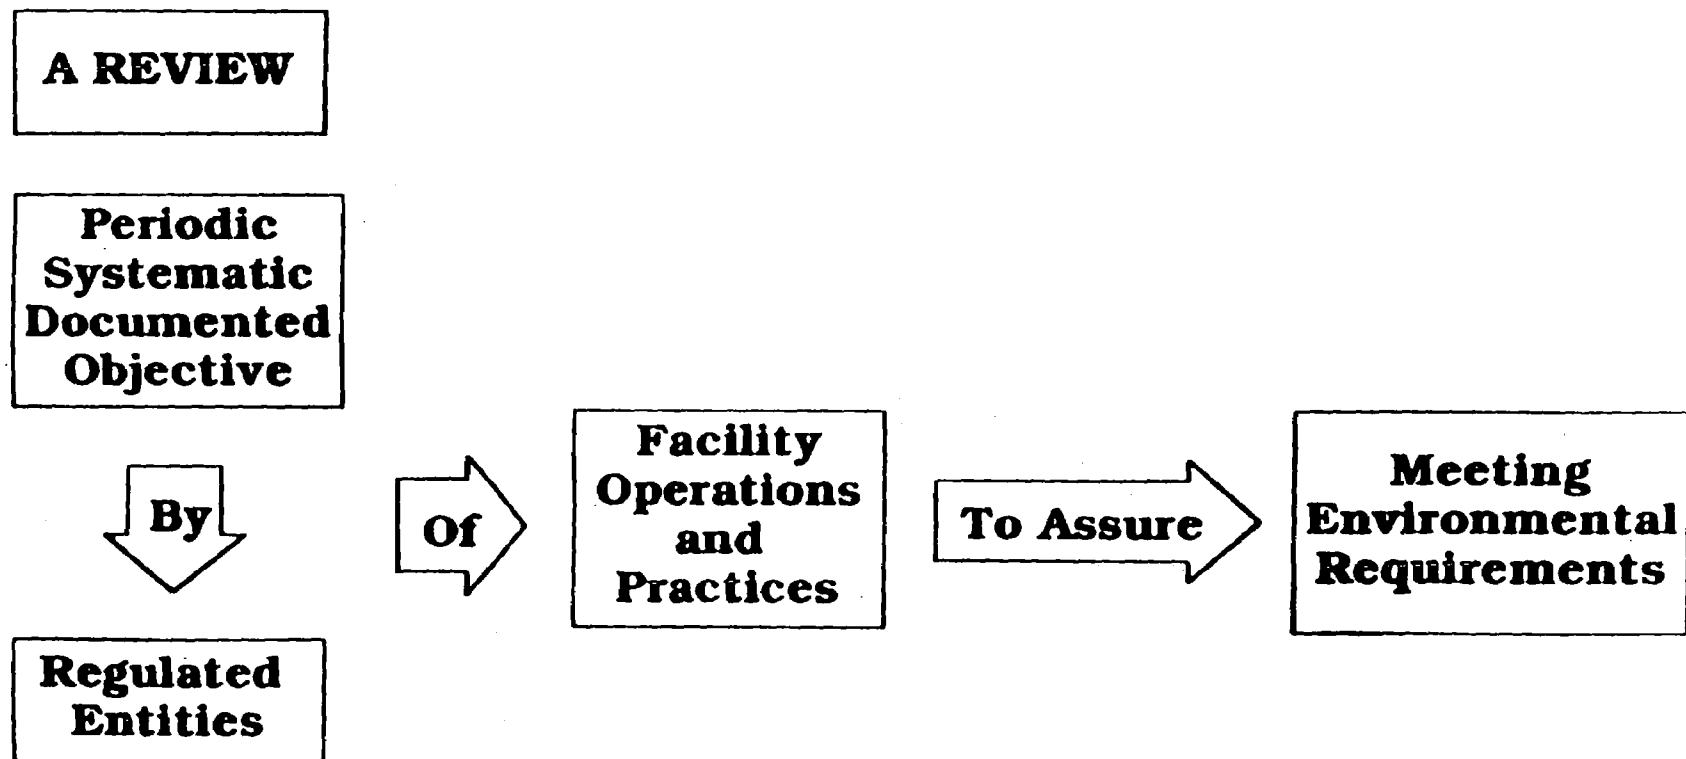 A REVIEW
Periodic
Systematic
Documented
Objective
By
Regulated
Entities
Of
Facility
Operations
and
Practices
To Assure
Meeting
Environmental
Requirements